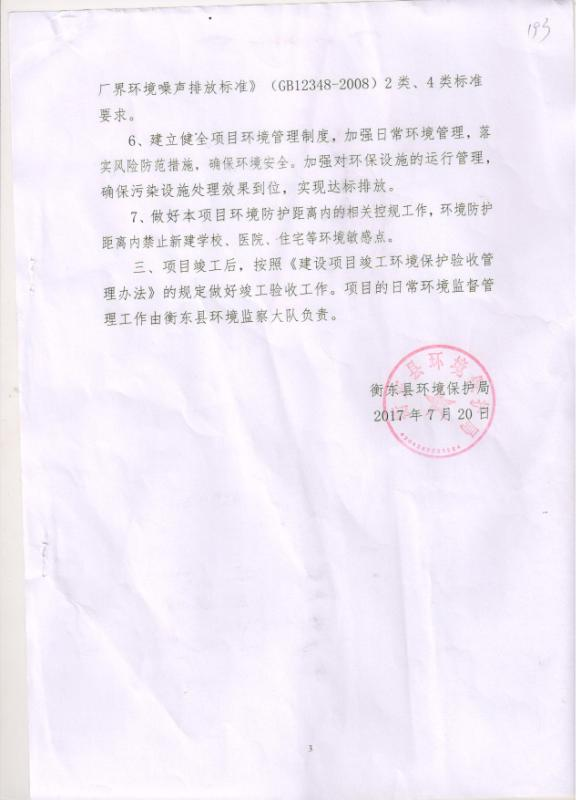 193
厂界环境噪声排放标准》（GB12348-2008）2类、4类标准
要求。
6、建立健全项目环境管理制度，加强日常环境管理，落
实风险防范措施，确保环境安全。加强对环保设施的运行管理，
确保污染设施处理效果到位，实现达标排放。
7、做好本项目环境防护距离内的相关控规工作，环境防护
距离内禁止新建学校、医院、住宅等环境敏感点。
三、项目竣工后，按照《建设项目竣工环境保护验收管
理办法》的规定做好竣工验收工作。项目的日常环境监督管
理工作由衡东县环境监察大队负责。
衡东县环境保护局
2017年7月20日
3